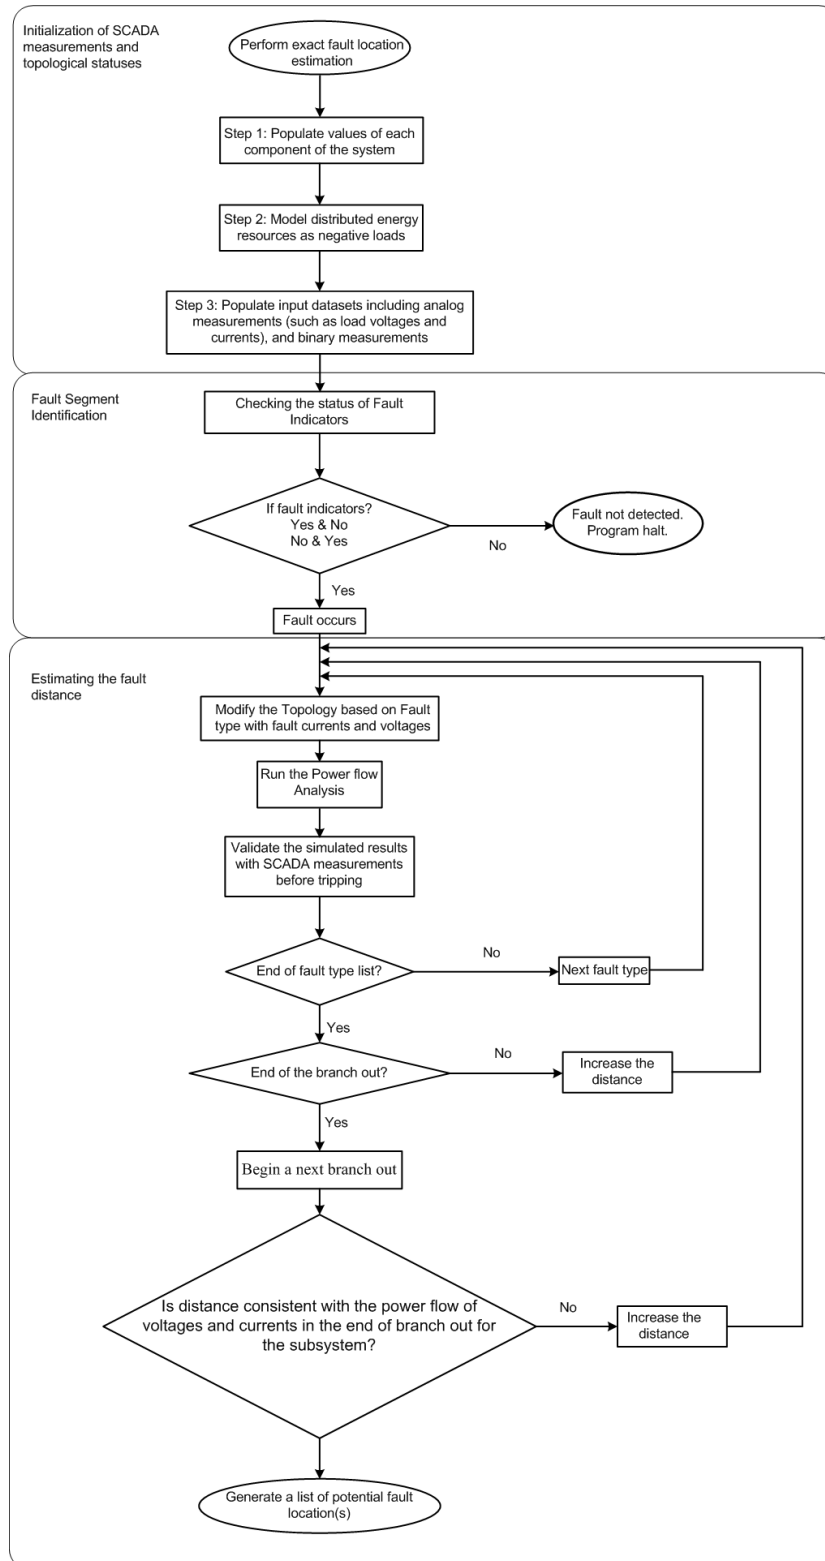 Initialization of SCADA
measurements and
topological statuses
Perform exact fault location
estimation
Step 1: Populate values of each
component of the system
Step 2: Model distributed energy
resources as negative loads
Step 3: Populate input datasets including analog
measurements (such as load voltages and
currents), and binary measurements
Fault Segment
Identification
Checking the status of Fault
Indicators
If fault indicators?
Yes & No
No & Yes
No
Fault not detected.
Program halt.
Yes
Fault occurs
Estimating the fault
distance
Modify the Topology based on Fault
type with fault currents and voltages
Run the Power flow
Analysis
Validate the simulated results
with SCADA measurements
before tripping
End of fault type list?
No
Next fault type
Yes
End of the branch out?
No
Increase the
distance
Yes
Begin a next branch out
Is distance consistent with the power flow of
voltages and currents in the end of branch out for
the subsystem?
No
Increase the
distance
Generate a list of potential fault
location(s)